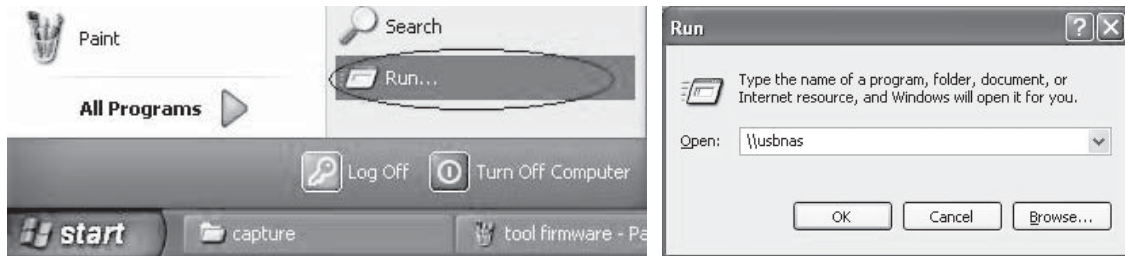 Paint
All Programs
Search
Run...
Log Off
Turn Off Computer
start
capture
tool firmware - Pa
Run
Type the name of a program, folder, document, or
Internet resource, and Windows will open it for you.
Open:
\\usbnas
OK
Cancel
Browse...